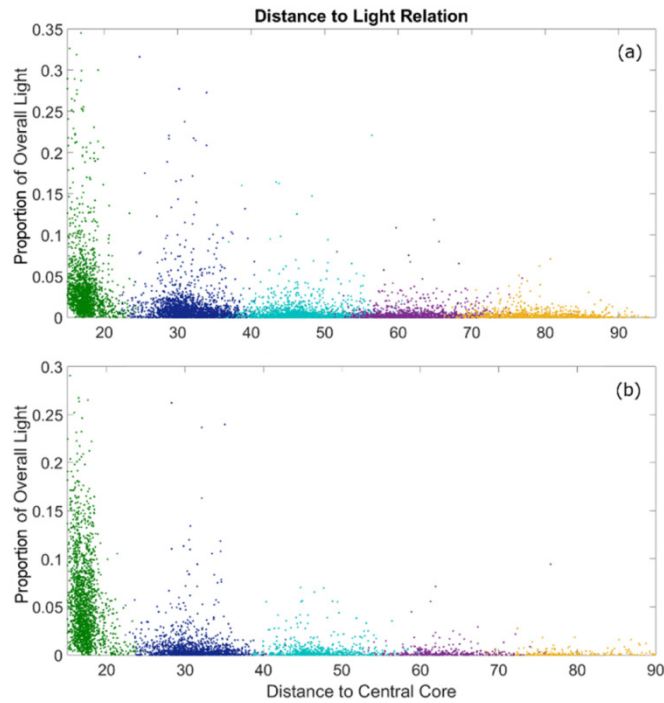 Distance to Light Relation
(a)
Proportion of Overall Light
0.35
0.3
0.25
0.2
0.15
0.1
0.05
0
20 30 40 50 60 70 80 90
(b)
Proportion of Overall Light
0.3
0.25
0.2
0.15
0.1
0.05
0
20 30 40 50 60 70 80 90
Distance to Central Core